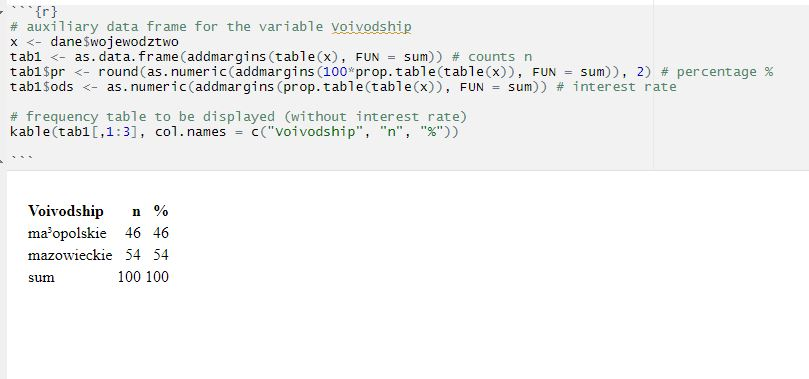 ```{r}
# auxiliary data frame for the variable Voivodship
x <- dane$wojewodztwo
tab1 <- as.data.frame(addmargins(table(x), FUN = sum)) # counts n
tab1$pr <- round(as.numeric(addmargins(100*prop.table(table(x)), FUN = sum)), 2) # percentage %
tab1$ods <- as.numeric(addmargins(prop.table(table(x)), FUN = sum)) # interest rate
# frequency table to be displayed (without interest rate)
kable(tab1[,1:3], col.names = c("Voivodship", "n", "%"))
```
Voivodship n %
ma³opolskie 46 46
mazowieckie 54 54
sum 100 100